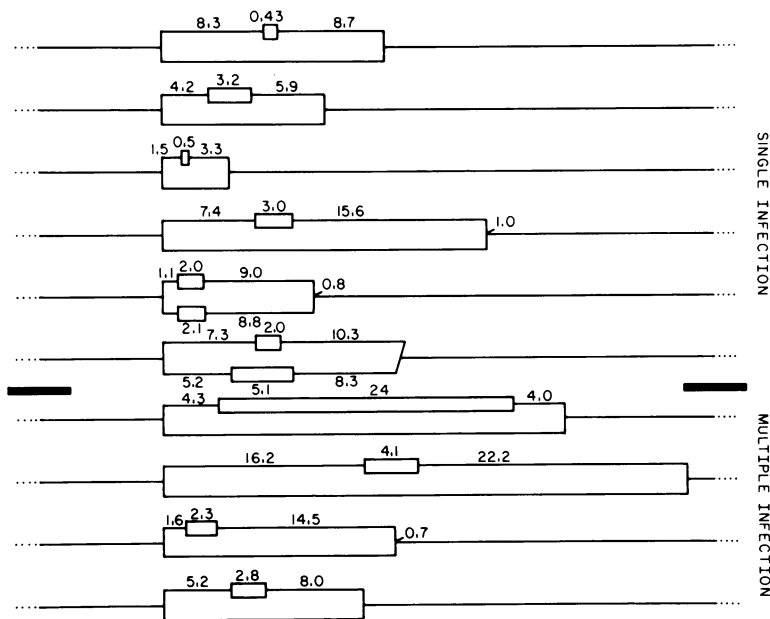 8.3 0.43 8.7
4.2 3.2 5.9
1.5 0.5 3.3
7.4 3.0 15.6
1.0
1.1 2.0 9.0
0.8
2.1 8.8
7.3 2.0 10.3
5.2 5.1 8.3
4.3 24 4.0
16.2 4.1 22.2
1.6 2.3 14.5
0.7
5.2 2.8 8.0
SINGLE INFECTION
MULTIPLE INFECTION